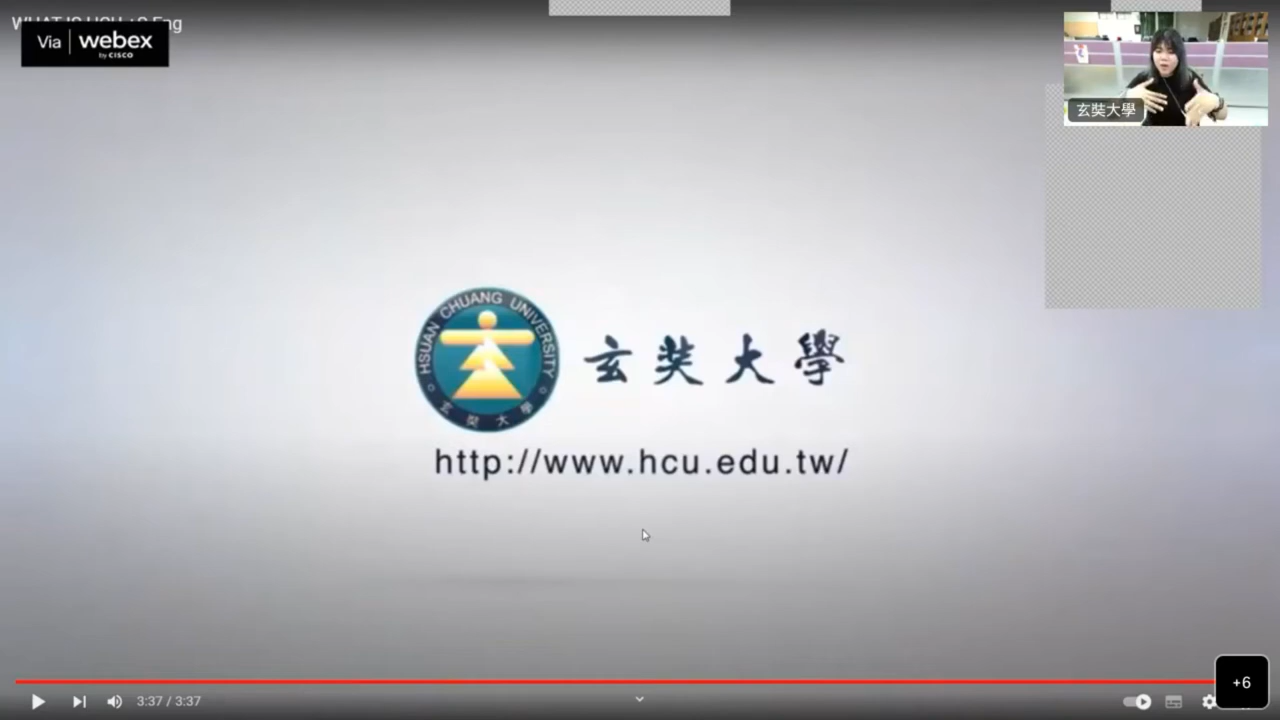 Via webex
by CISCO
玄奘大學
HSUAN CHUANG UNIVERSITY
玄奘大學
玄奘大學
http://www.hcu.edu.tw/
3:37 / 3:37
+6